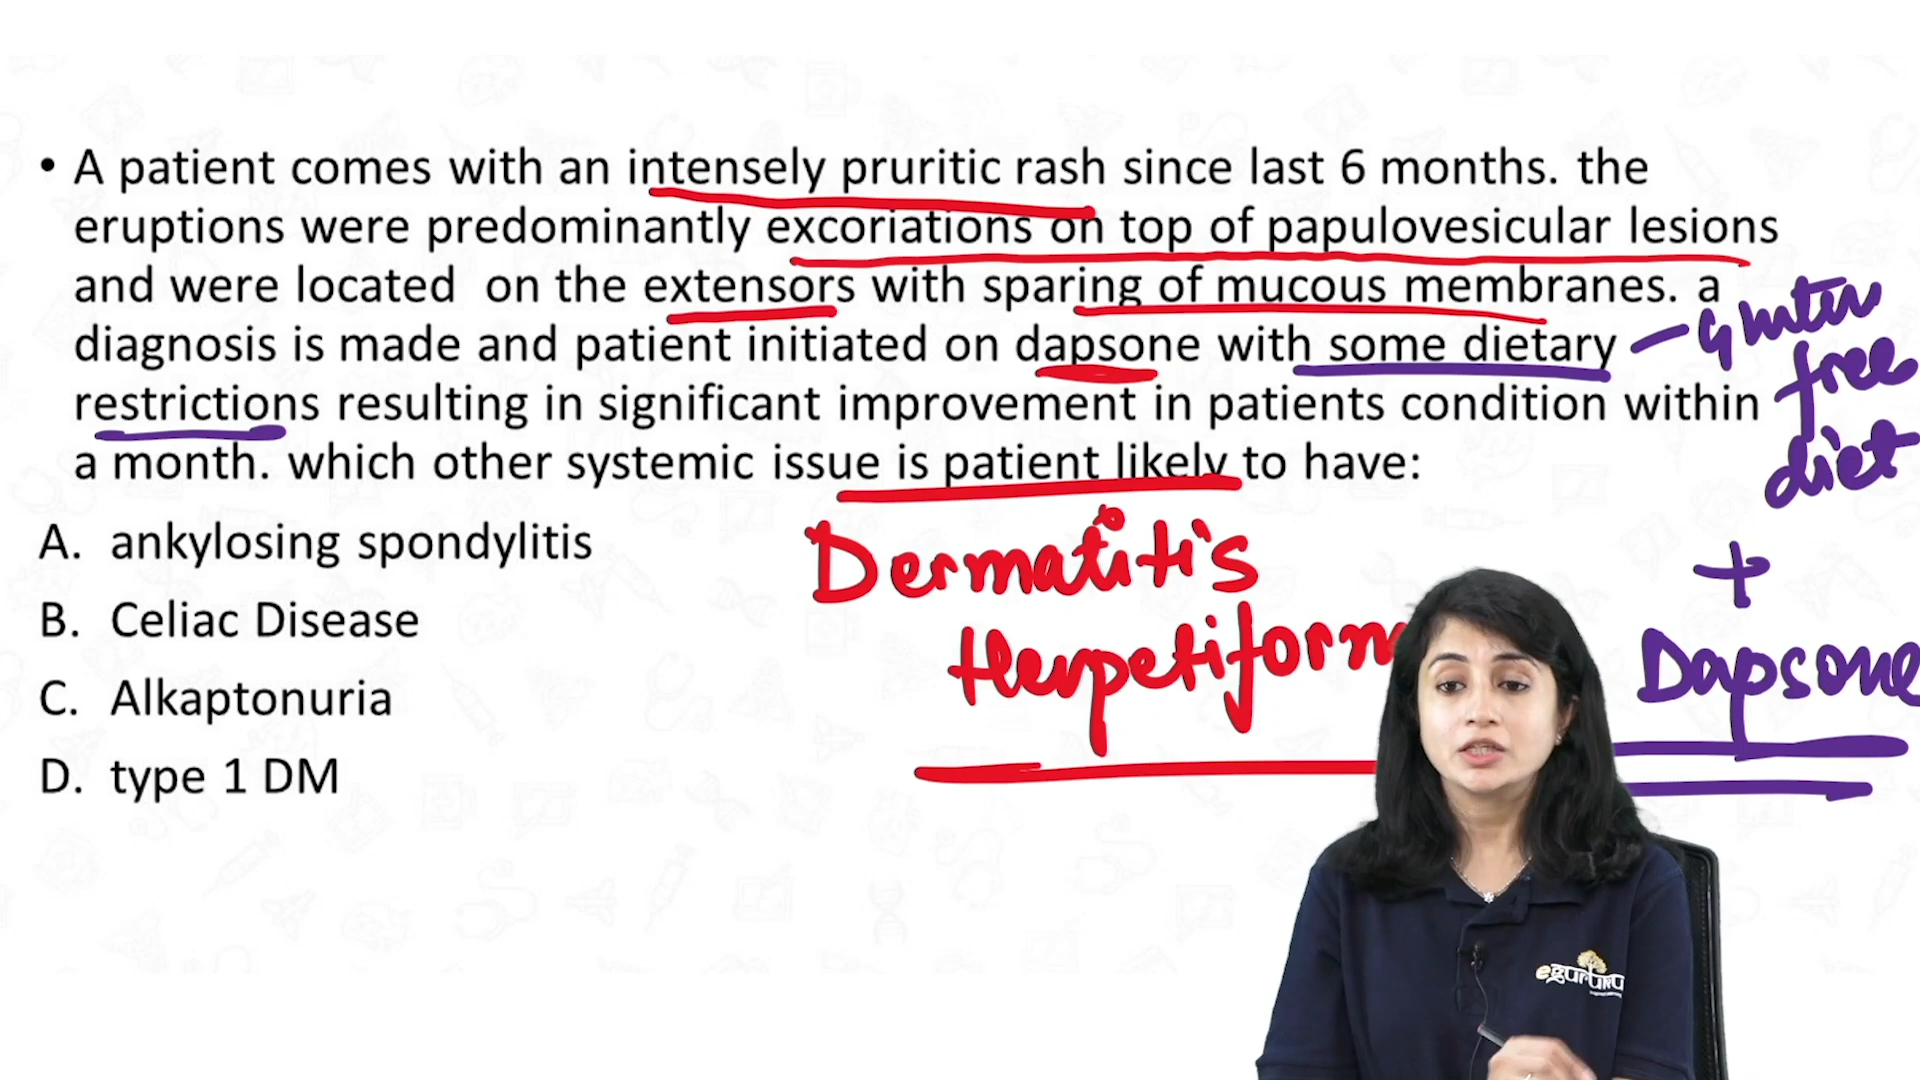 • A patient comes with an intensely pruritic rash since last 6 months. the
eruptions were predominantly excoriations on top of papulovesicular lesions
and were located on the extensors with sparing of mucous membranes. a
diagnosis is made and patient initiated on dapsone with some dietary
restrictions resulting in significant improvement in patients condition within
a month. which other systemic issue is patient likely to have:
A. ankylosing spondylitis
B. Celiac Disease
C. Alkaptonuria
D. type 1 DM
Dermatitis
Herpetiform
– Gluten
free
diet
+
Dapsone
egurukul